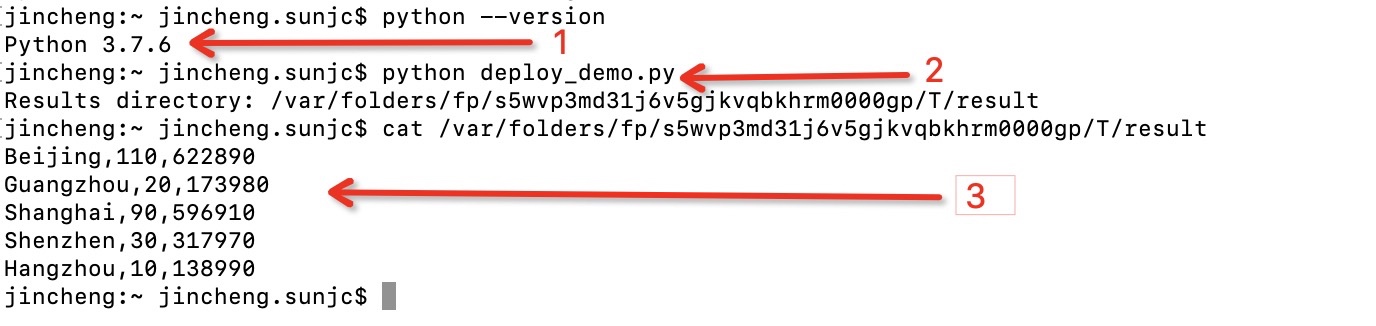 jincheng:~ jincheng.sunjc$ python --version
Python 3.7.6 1
jincheng:~ jincheng.sunjc$ python deploy_demo.py 2
Results directory: /var/folders/fp/s5wvp3md31j6v5gjkvqbkhrm0000gp/T/result
jincheng:~ jincheng.sunjc$ cat /var/folders/fp/s5wvp3md31j6v5gjkvqbkhrm0000gp/T/result
Beijing,110,622890
Guangzhou,20,173980 3
Shanghai,90,596910
Shenzhen,30,317970
Hangzhou,10,138990
jincheng:~ jincheng.sunjc$